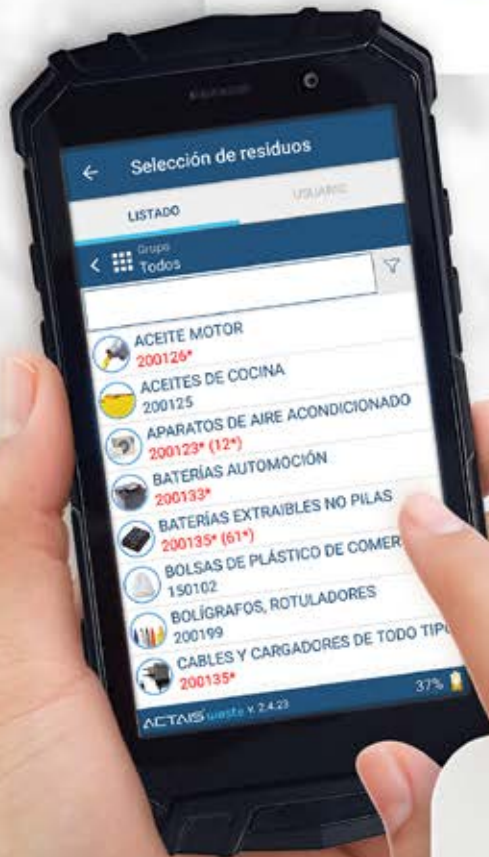 Selección de residuos
LISTADO
USUARIO
Grupo
Todos
ACEITE MOTOR
200126*
ACEITES DE COCINA
200125
APARATOS DE AIRE ACONDICIONADO
200123* (12*)
BATERÍAS AUTOMOCIÓN
200133*
BATERÍAS EXTRAIBLES NO PILAS
200135* (61*)
BOLSAS DE PLÁSTICO DE COMER
150102
BOLÍGRAFOS, ROTULADORES
200199
CABLES Y CARGADORES DE TODO TIPO
200135*
ACTAIS waste v. 2.4.23
37%